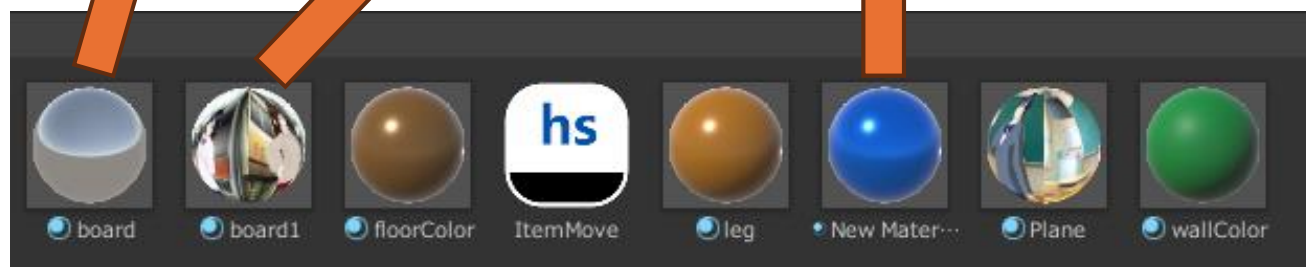 hs
board
board1
floorColor
ItemMove
leg
New Mater···
Plane
wallColor